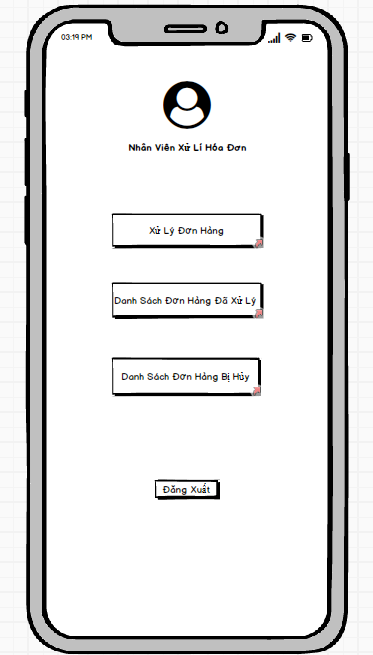 03:19 PM
Nhân Viên Xử Lí Hóa Đơn
Xử Lý Đơn Hàng
Danh Sách Đơn Hàng Đã Xử Lý
Danh Sách Đơn Hàng Bị Hủy
Đăng Xuất